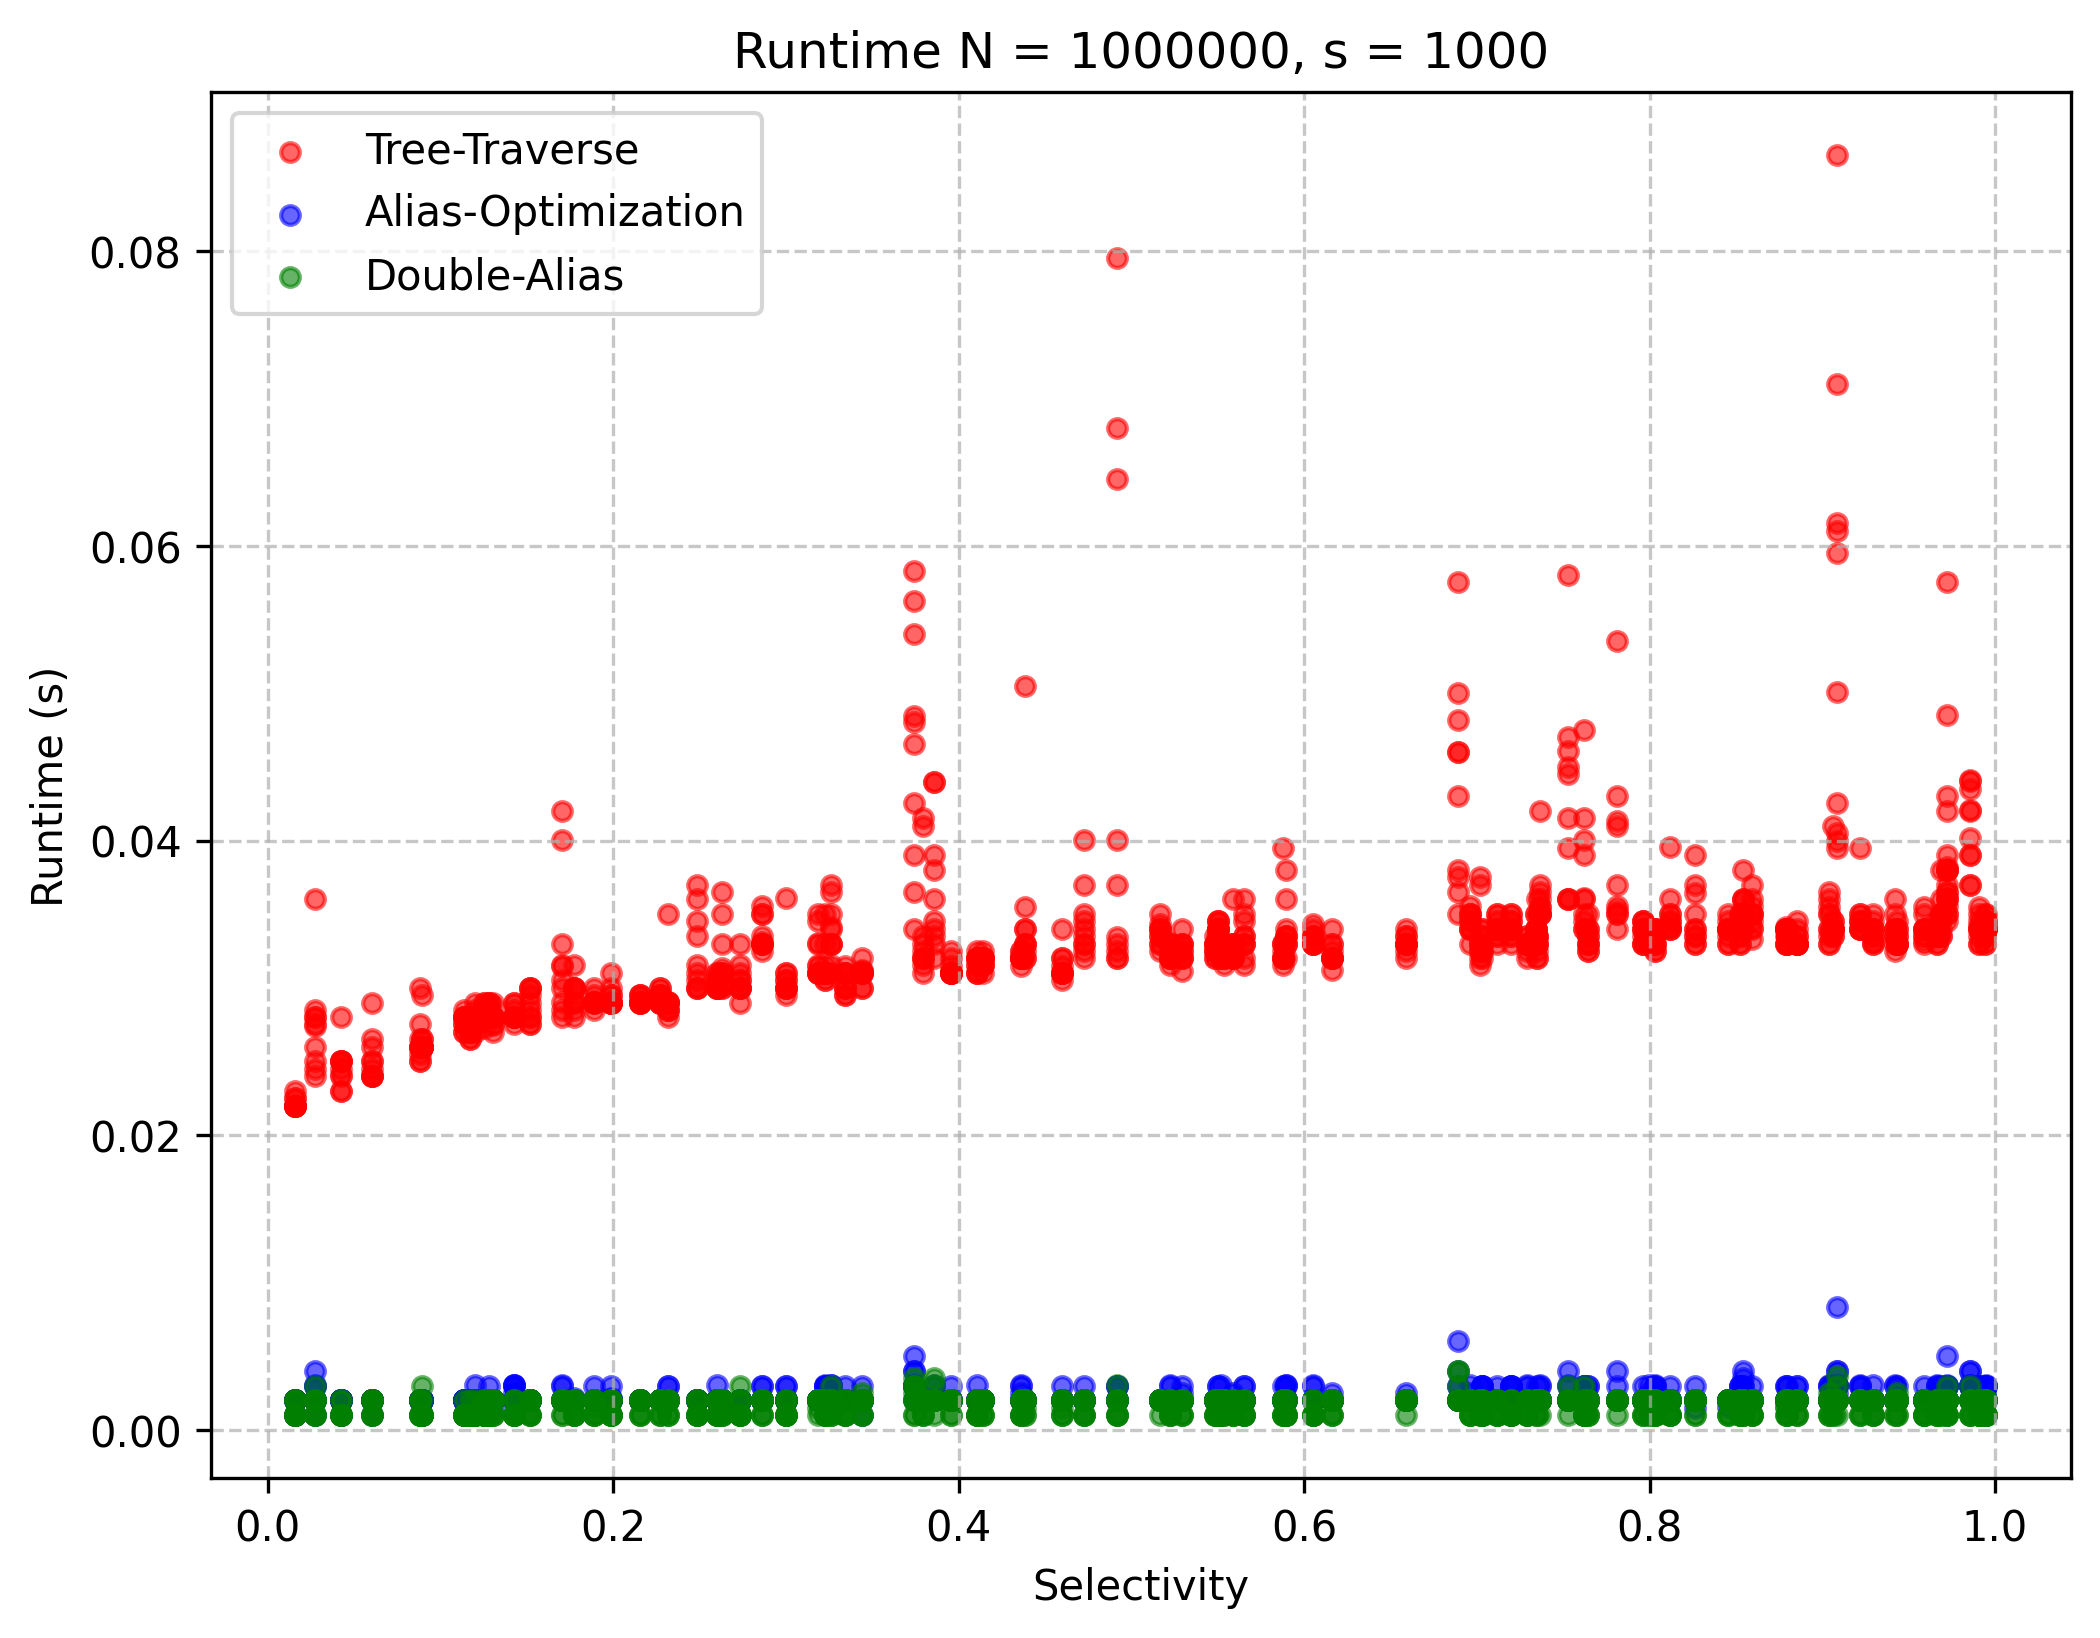 Runtime N = 1000000, s = 1000
Tree-Traverse
Alias-Optimization
Double-Alias
Runtime (s)
0.08
0.06
0.04
0.02
0.00
0.0 0.2 0.4 0.6 0.8 1.0
Selectivity